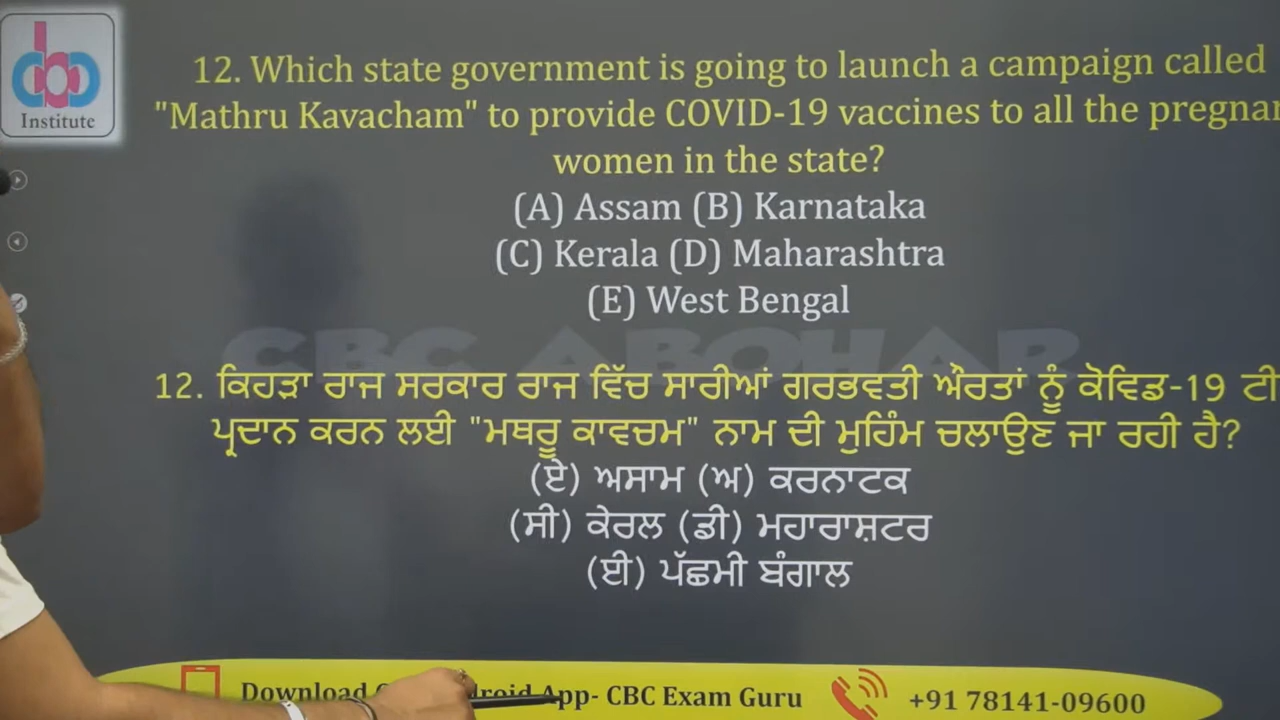 Institute
12. Which state government is going to launch a campaign called
"Mathru Kavacham" to provide COVID-19 vaccines to all the
women in the state?
(A) Assam (B) Karnataka
(C) Kerala (D) Maharashtra
(E) West Bengal
CBC ABOHAR
12. ਕਿਹੜਾ ਰਾਜ ਸਰਕਾਰ ਰਾਜ ਵਿੱਚ ਸਾਰੀਆਂ ਗਰਭਵਤੀ ਔਰਤਾਂ ਨੂੰ ਕੋਵਿਡ-19
ਪ੍ਰਦਾਨ ਕਰਨ ਲਈ "ਮਥਰੂ ਕਾਵਚਮ" ਨਾਮ ਦੀ ਮੁਹਿੰਮ ਚਲਾਉਣ ਜਾ ਰਹੀ ਹੈ?
(ਏ) ਅਸਾਮ (ਅ) ਕਰਨਾਟਕ
(ਸੀ) ਕੇਰਲ (ਡੀ) ਮਹਾਰਾਸ਼ਟਰ
(ਈ) ਪੱਛਮੀ ਬੰਗਾਲ
Download App- CBC Exam Guru
+91 78141-09600